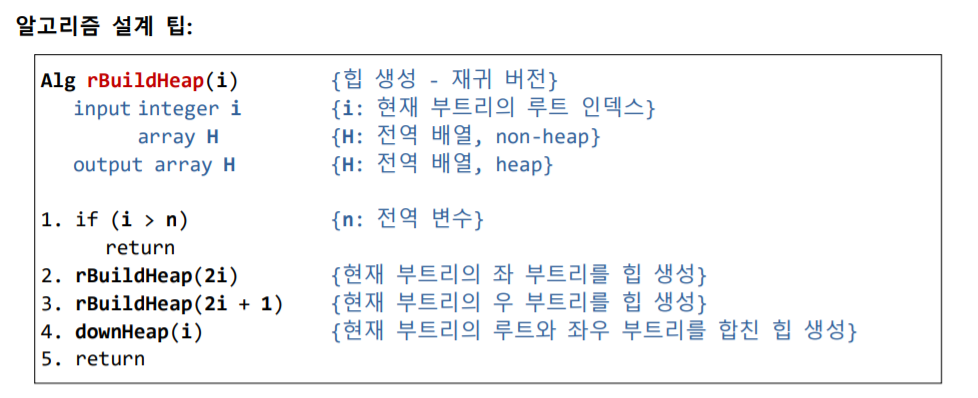 알고리즘 설계 팁:
Alg rBuildHeap(i) {힙 생성 - 재귀 버전}
input integer i {i: 현재 부트리의 루트 인덱스}
array H {H: 전역 배열, non-heap}
output array H {H: 전역 배열, heap}
1. if (i > n) {n: 전역 변수}
return
2. rBuildHeap(2i) {현재 부트리의 좌 부트리를 힙 생성}
3. rBuildHeap(2i + 1) {현재 부트리의 우 부트리를 힙 생성}
4. downHeap(i) {현재 부트리의 루트와 좌우 부트리를 합친 힙 생성}
5. return